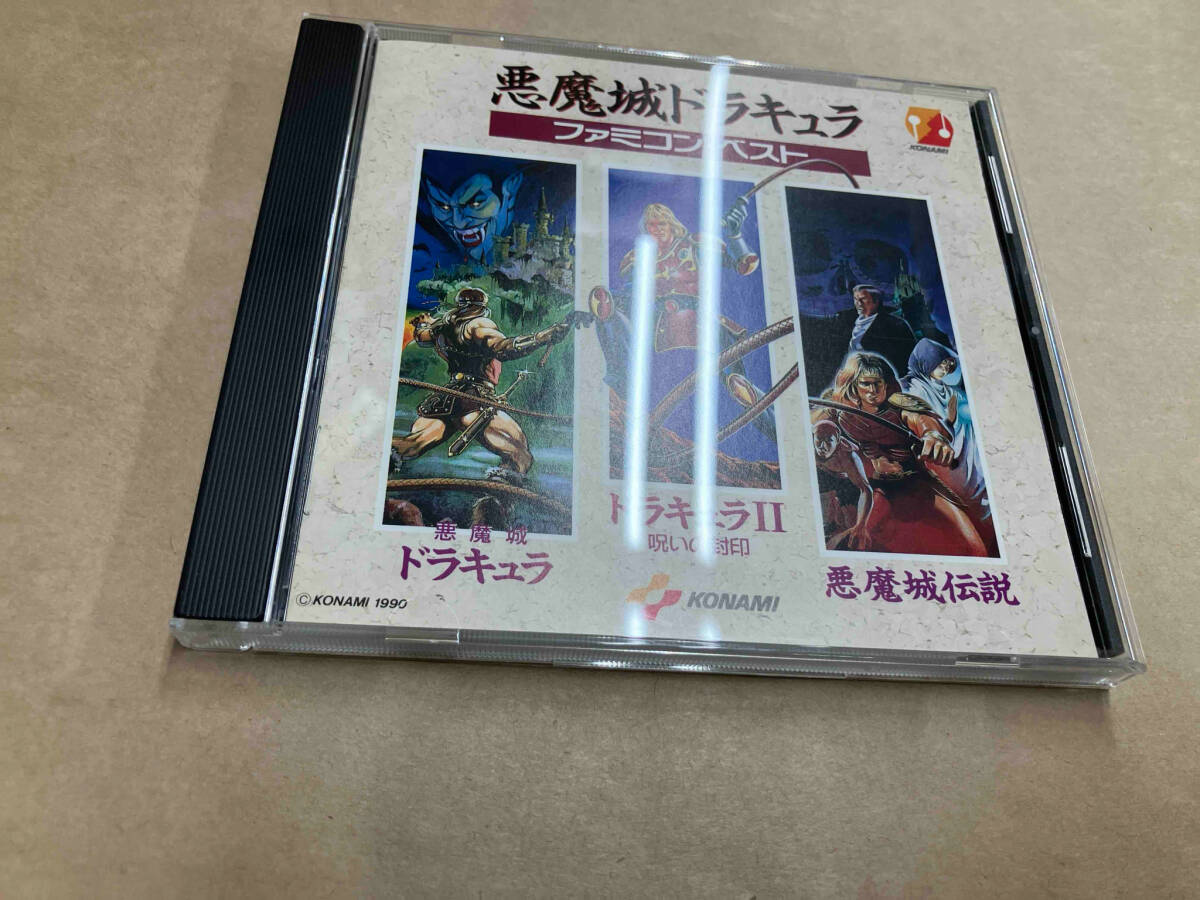 悪魔城ドラキュラ
ファミコンベスト
KONAMI
悪魔城
ドラキュラ
ドラキュラII
呪いの封印
悪魔城伝説
©KONAMI 1990
KONAMI